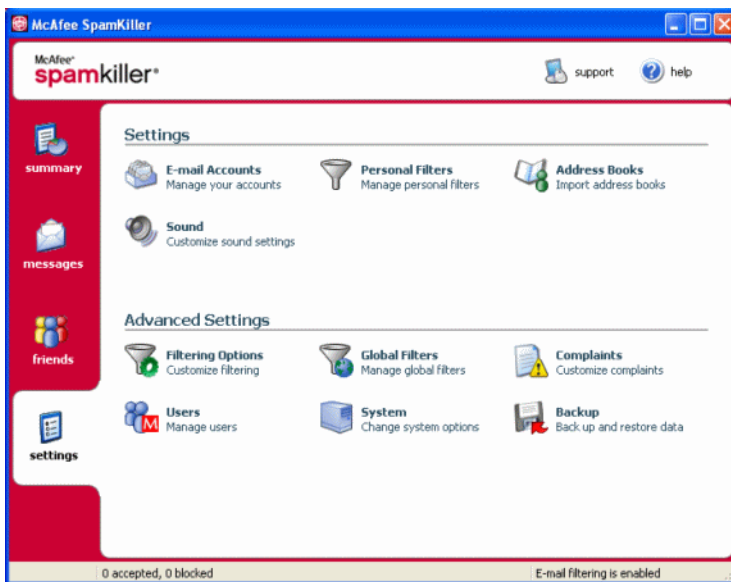 McAfee SpamKiller
McAfee®
spamkiller®
support
help
summary
messages
friends
settings
Settings
E-mail Accounts
Manage your accounts
Personal Filters
Manage personal filters
Address Books
Import address books
Sound
Customize sound settings
Advanced Settings
Filtering Options
Customize filtering
Global Filters
Manage global filters
Complaints
Customize complaints
Users
Manage users
System
Change system options
Backup
Back up and restore data
0 accepted, 0 blocked
E-mail filtering is enabled